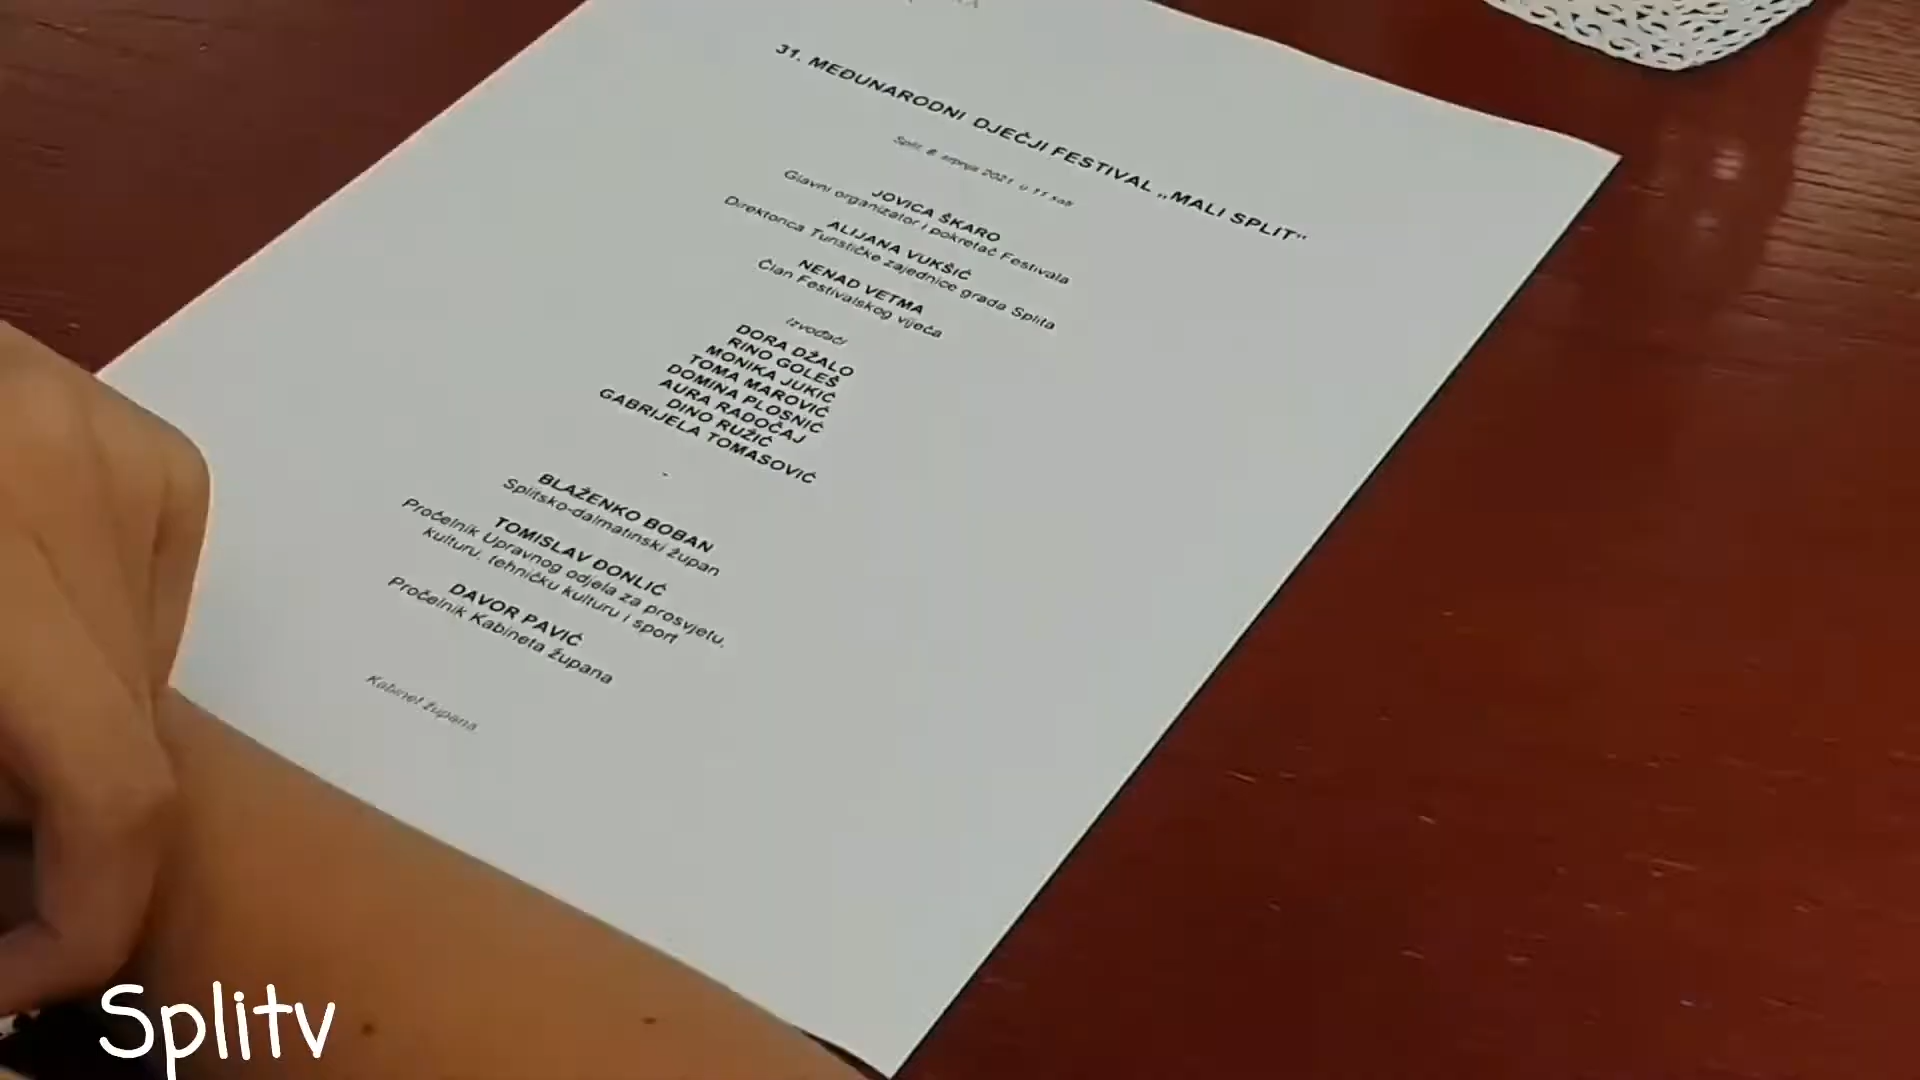 31. MEĐUNARODNI DJEČJI FESTIVAL „MALI SPLIT“
Split, 8. srpnja 2021. u 11 sati
JOVICA ŠKARO
Glavni organizator i pokretač Festivala
ALIJANA VUKŠIĆ
Direktorica Turističke zajednice grada Splita
NENAD VETMA
Član Festivalskog vijeća
Izvođači
DORA DŽALO
RINO GOLEŠ
MONIKA JUKIĆ
TOMA MAROVIĆ
DOMINA PLOSNIĆ
AURA RADOČAJ
DINO RUŽIĆ
GABRIJELA TOMASOVIĆ
-
BLAŽENKO BOBAN
Splitsko-dalmatinski župan
TOMISLAV ĐONLIĆ
Pročelnik Upravnog odjela za prosvjetu,
kulturu, tehničku kulturu i sport
DAVOR PAVIĆ
Pročelnik Kabineta župana
Kabinet župana
Splitv